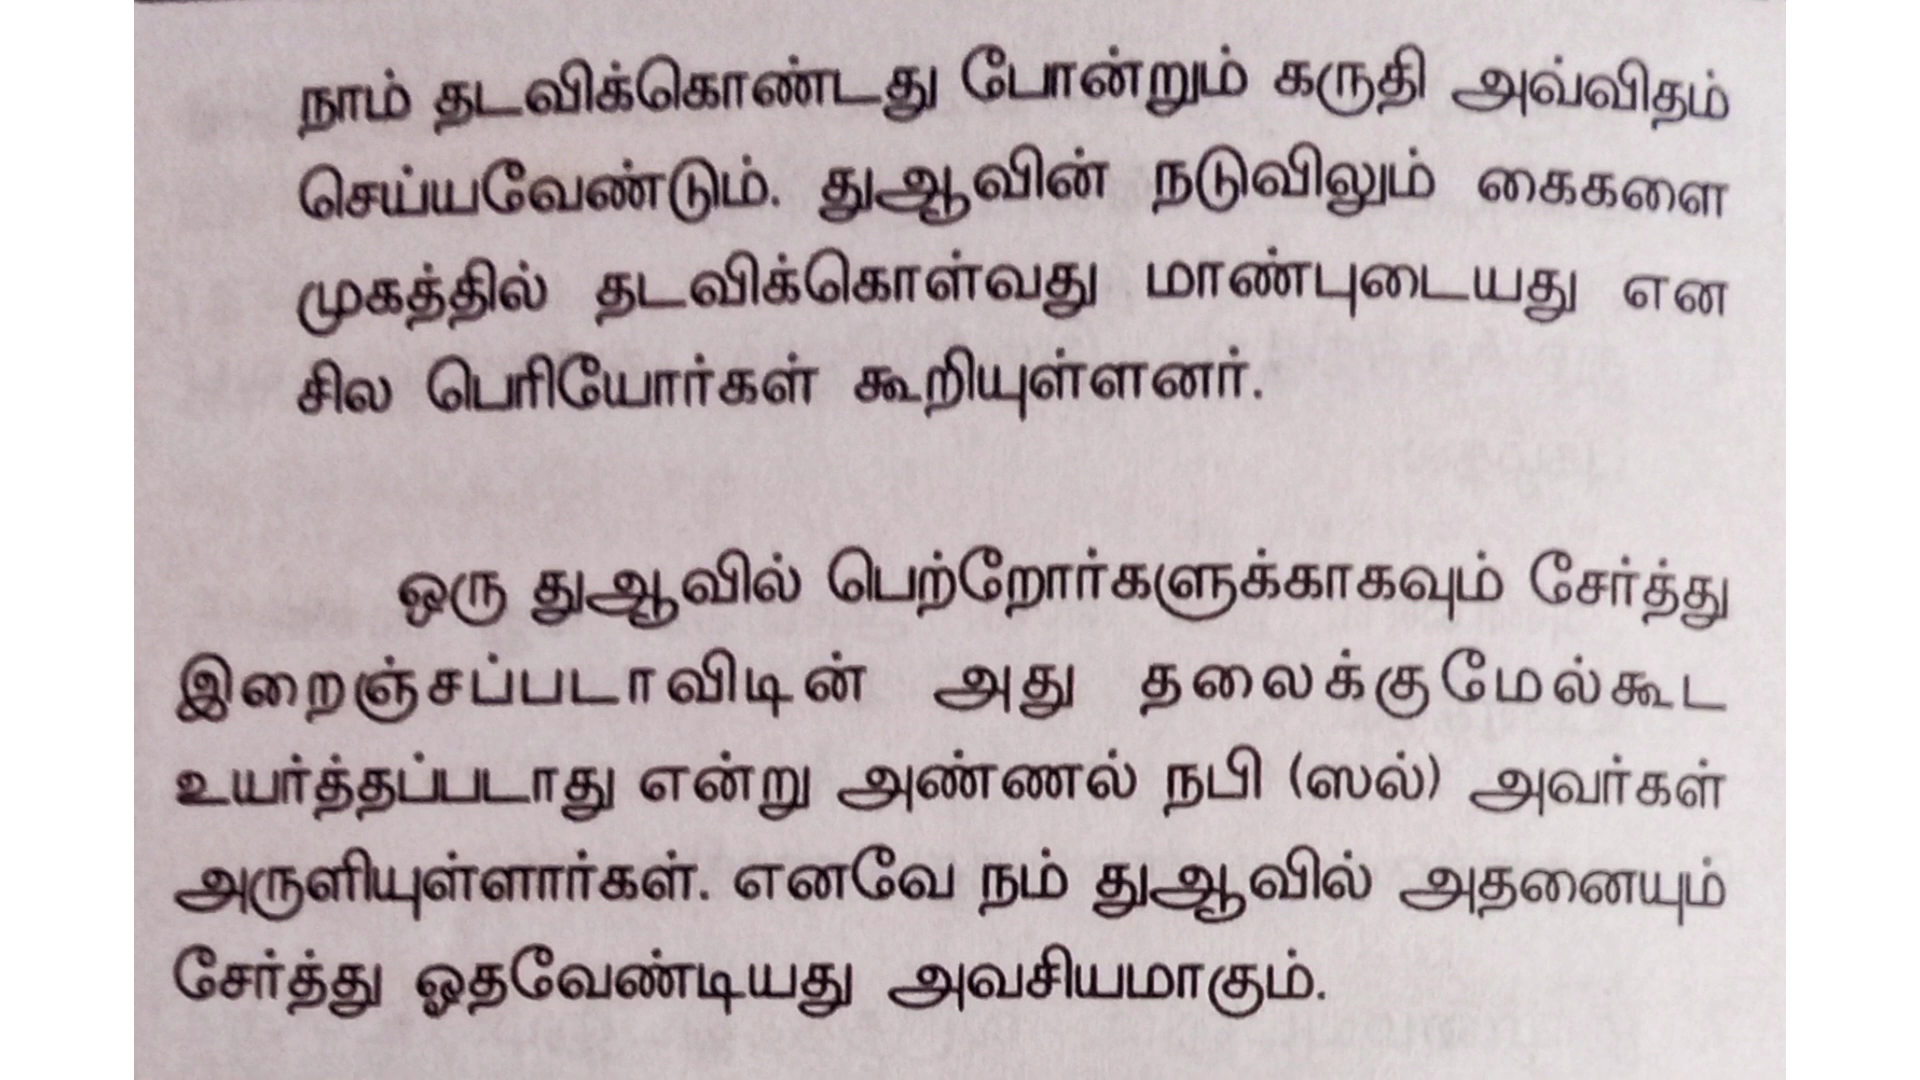 நாம் தடவிக்கொண்டது போன்றும் கருதி அவ்விதம்
செய்யவேண்டும். துஆவின் நடுவிலும் கைகளை
முகத்தில் தடவிக்கொள்வது மாண்புடையது என
சில பெரியோர்கள் கூறியுள்ளனர்.
ஒரு துஆவில் பெற்றோர்களுக்காகவும் சேர்த்து
இறைஞ்சப்படாவிடின் அது தலைக்குமேல்கூட
உயர்த்தப்படாது என்று அண்ணல் நபி (ஸல்) அவர்கள்
அருளியுள்ளார்கள். எனவே நம் துஆவில் அதனையும்
சேர்த்து ஓதவேண்டியது அவசியமாகும்.